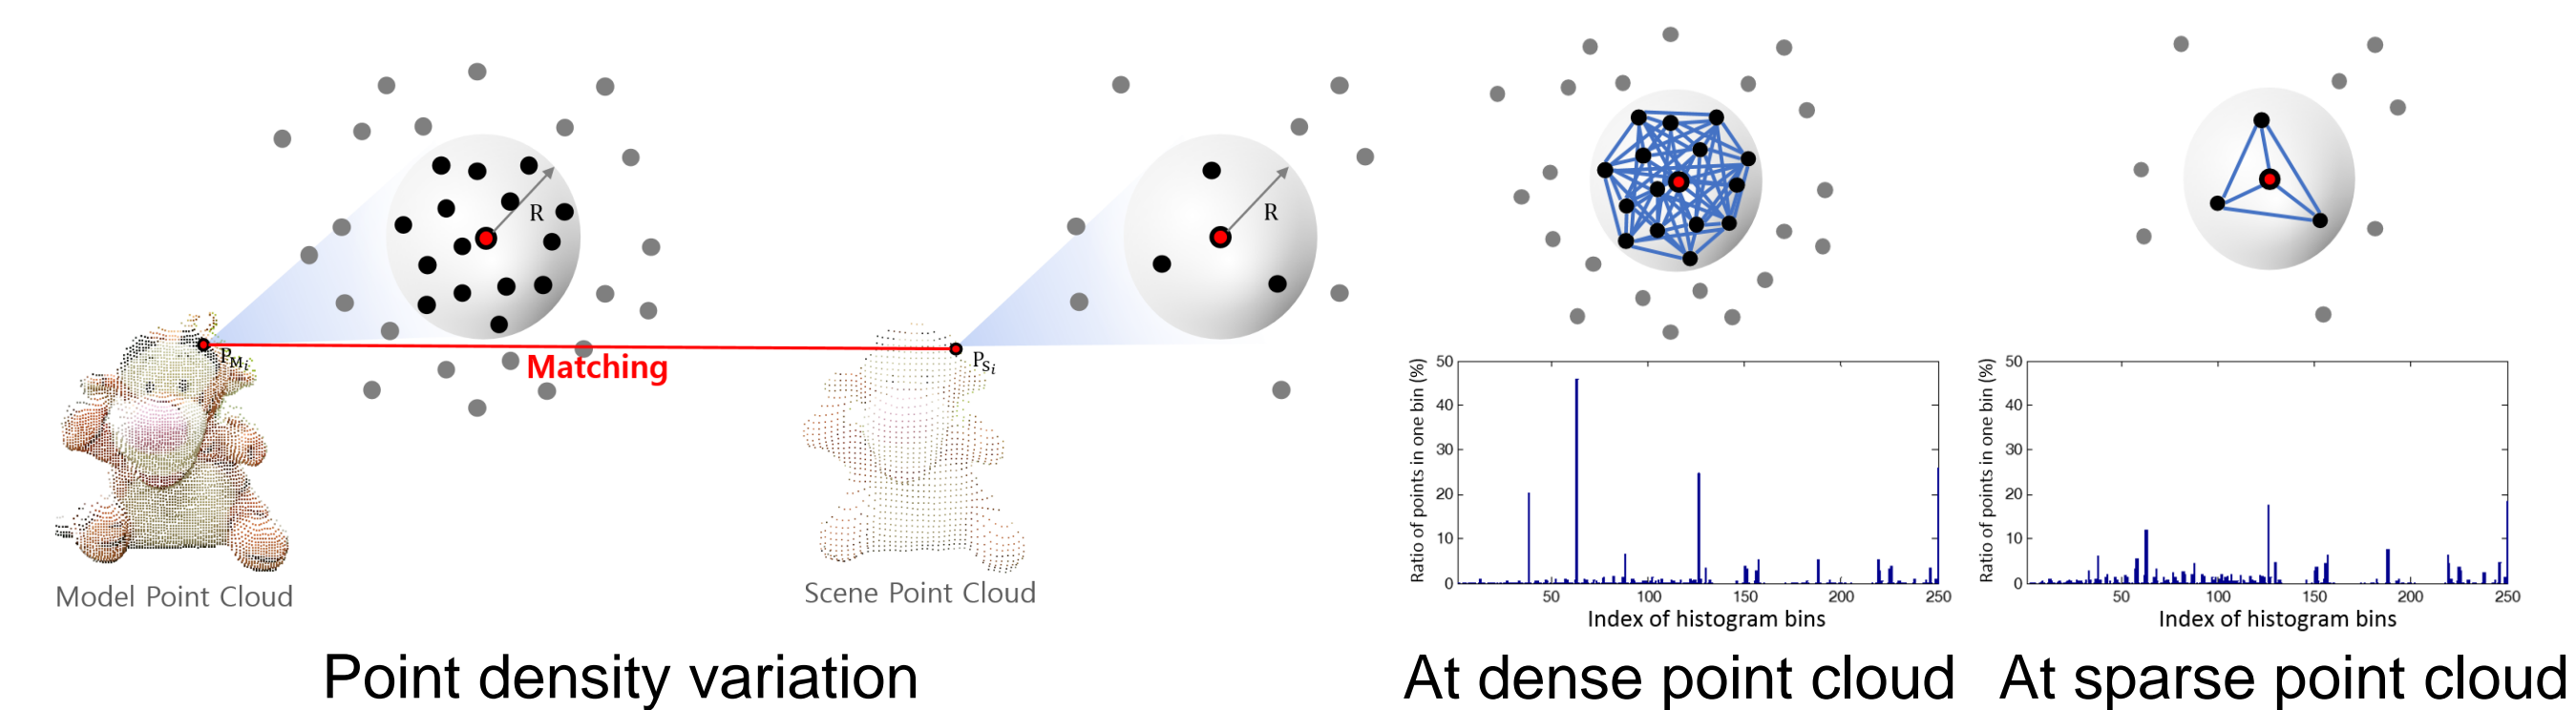 R
R
P_{M_i}
Matching
P_{S_i}
Model Point Cloud
Scene Point Cloud
Point density variation
Ratio of points in one bin (%)
50
40
30
20
10
0
50 100 150 200 250
Index of histogram bins
At dense point cloud
Ratio of points in one bin (%)
50
40
30
20
10
0
50 100 150 200 250
Index of histogram bins
At sparse point cloud